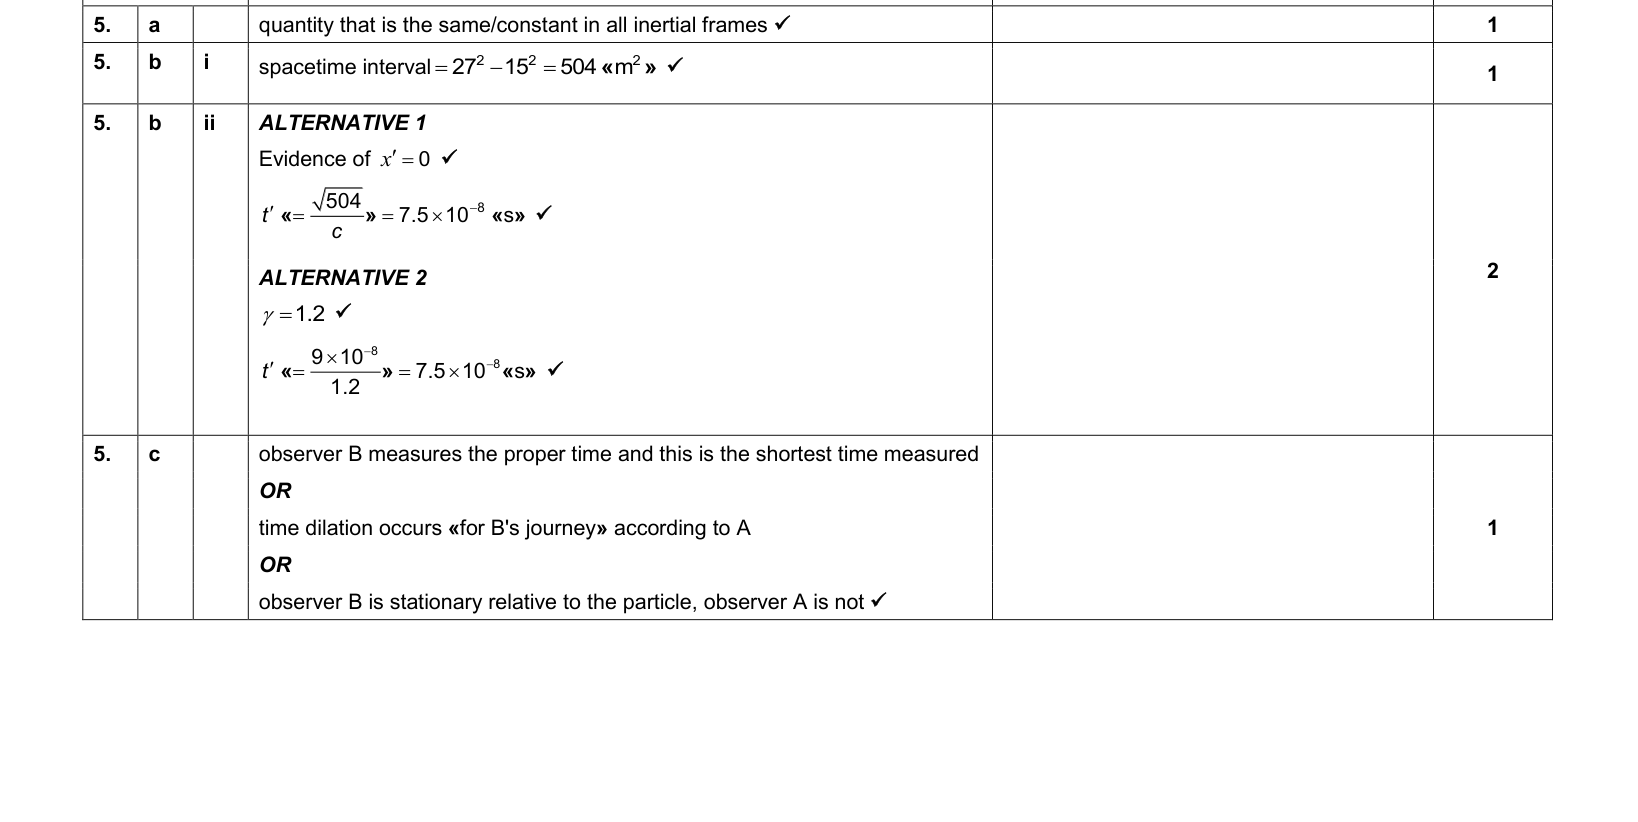 5. a quantity that is the same/constant in all inertial frames ✓ 1
5. b i spacetime interval = 27² – 15² = 504 «m²» ✓ 1
5. b ii ALTERNATIVE 1
Evidence of x′ = 0 ✓
t′ «= √504 / c» = 7.5 × 10⁻⁸ «s» ✓
ALTERNATIVE 2
2
γ = 1.2 ✓
t′ «= 9 × 10⁻⁸ / 1.2» = 7.5 × 10⁻⁸ «s» ✓
5. c observer B measures the proper time and this is the shortest time measured
OR
time dilation occurs «for B's journey» according to A 1
OR
observer B is stationary relative to the particle, observer A is not ✓